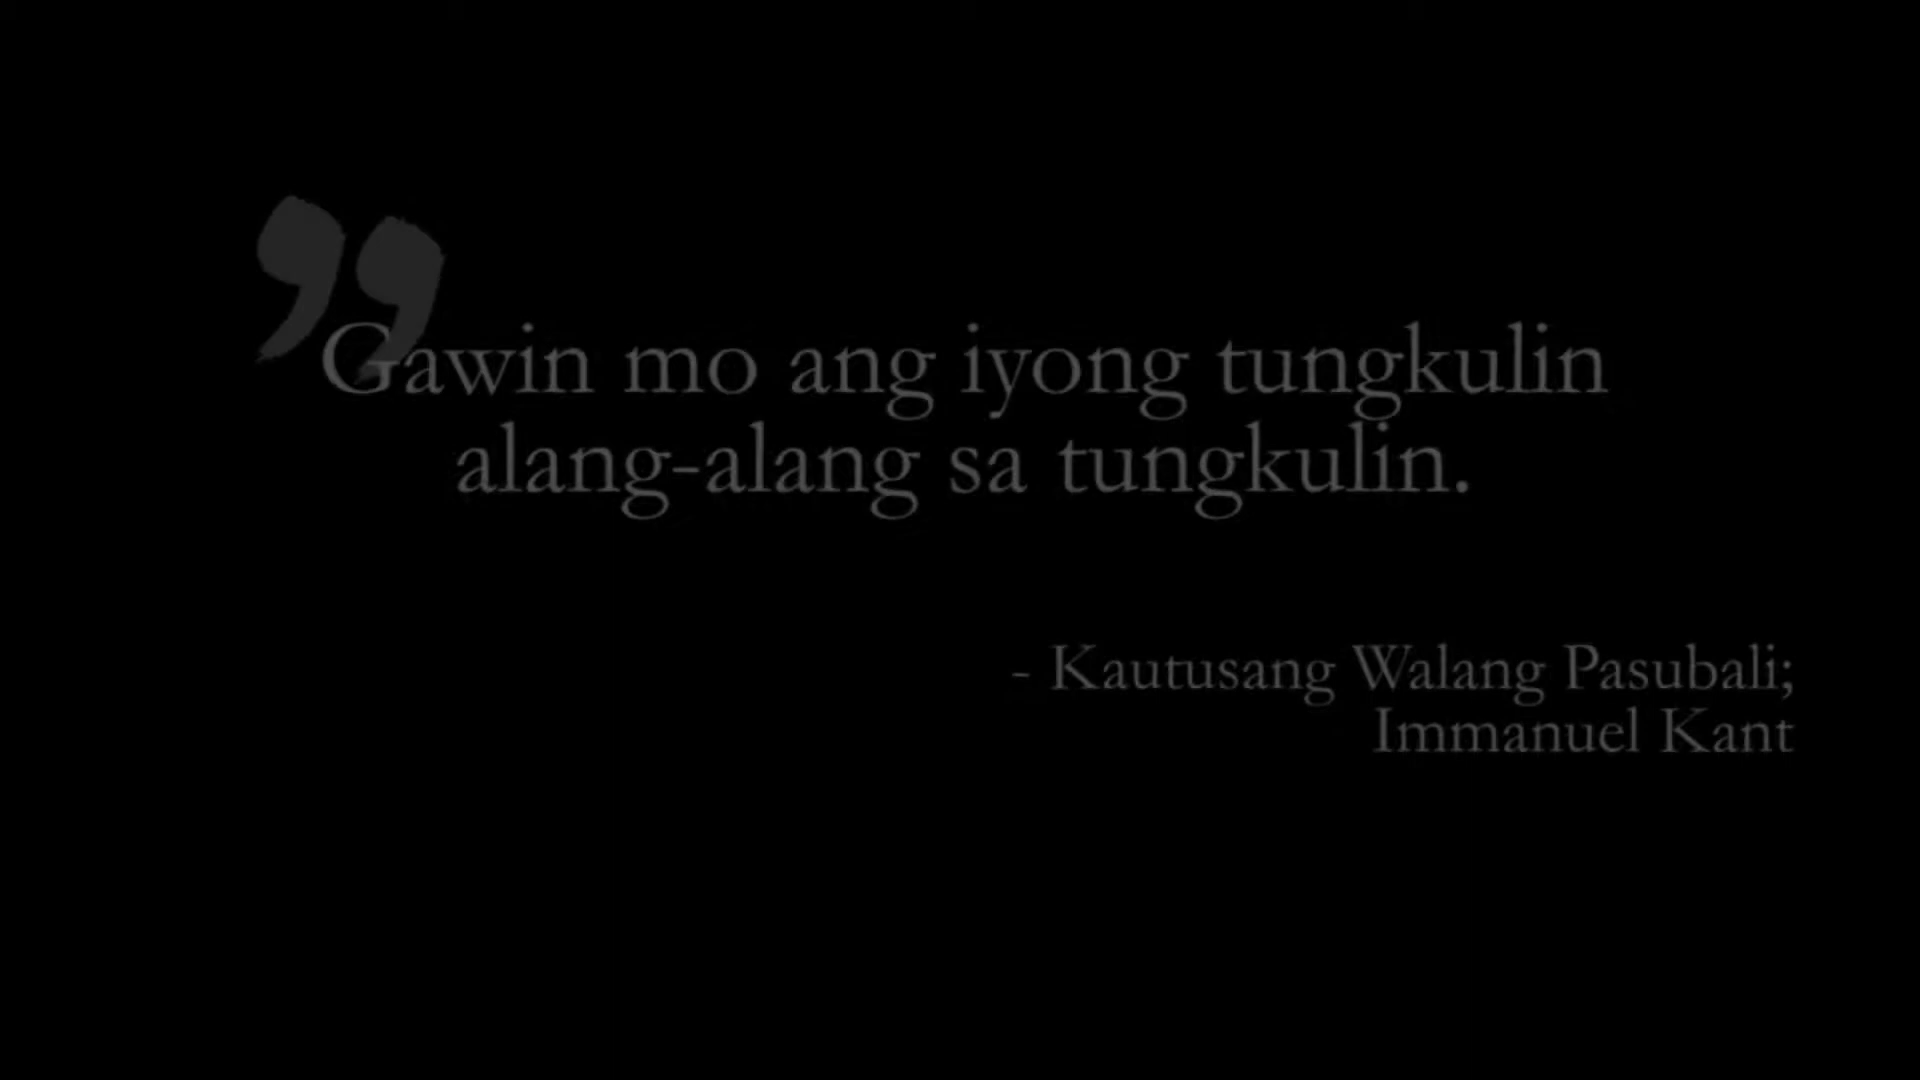 ”
Gawin mo ang iyong tungkulin
alang-alang sa tungkulin.
- Kautusang Walang Pasubali;
Immanuel Kant